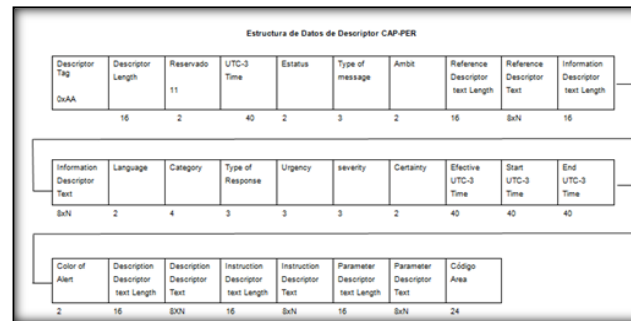 Estructura de Datos de Descriptor CAP-PER
Descriptor Tag 0xAA
Descriptor Length
Reservado 11
UTC-3 Time
Estatus
Type of message
Ambit
Reference Descriptor text Length
Reference Descriptor Text
Information Descriptor text Length
16 2 40 2 3 2 16 8xN 16
Information Descriptor Text
Language
Category
Type of Response
Urgency
severity
Certainty
Efective UTC-3 Time
Start UTC-3 Time
End UTC-3 Time
8xN 2 4 3 3 3 2 40 40 40
Color of Alert
Description Descriptor text Length
Description Descriptor Text
Instruction Descriptor text Length
Instruction Descriptor Text
Parameter Descriptor text Length
Parameter Descriptor Text
Código Area
2 16 8XN 16 8xN 16 8xN 24